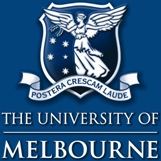 POSTERA CRESCAM LAUDE
THE UNIVERSITY OF
MELBOURNE